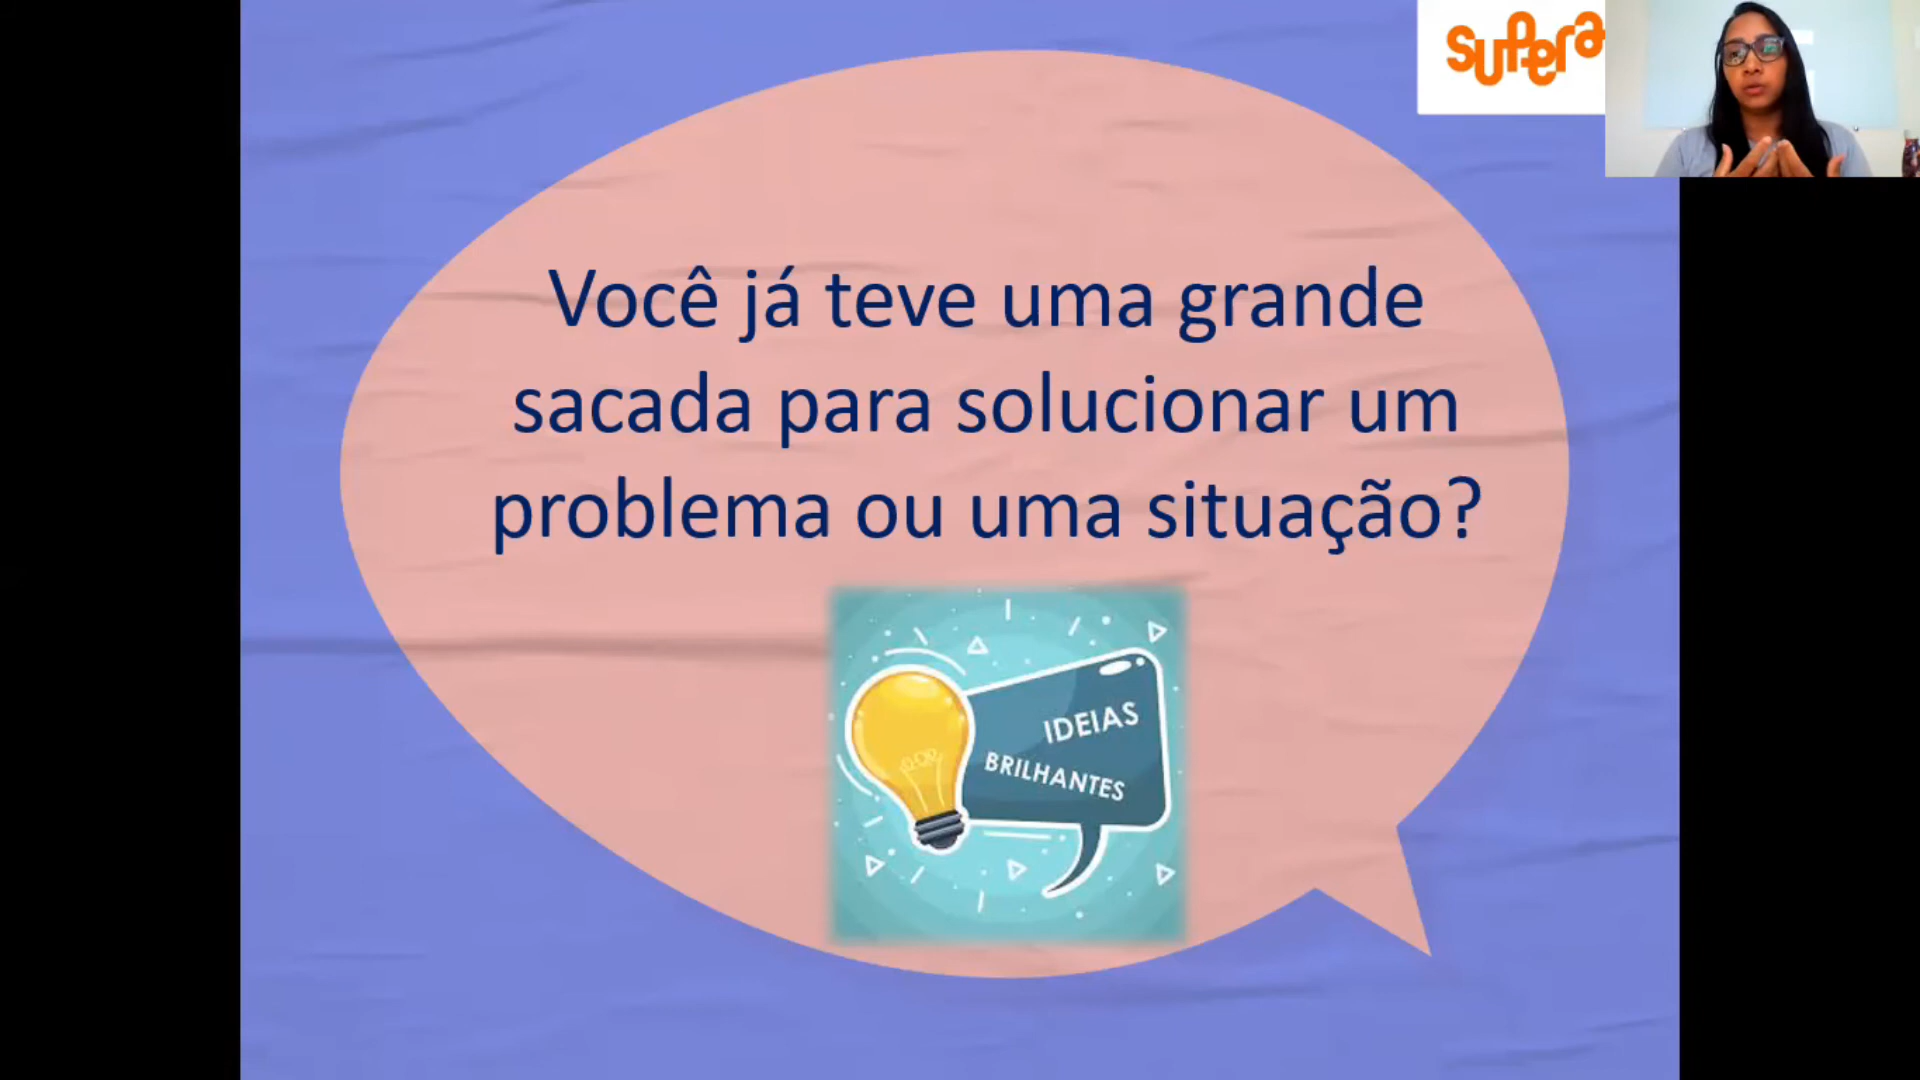 supera
Você já teve uma grande
sacada para solucionar um
problema ou uma situação?
IDEIAS
BRILHANTES